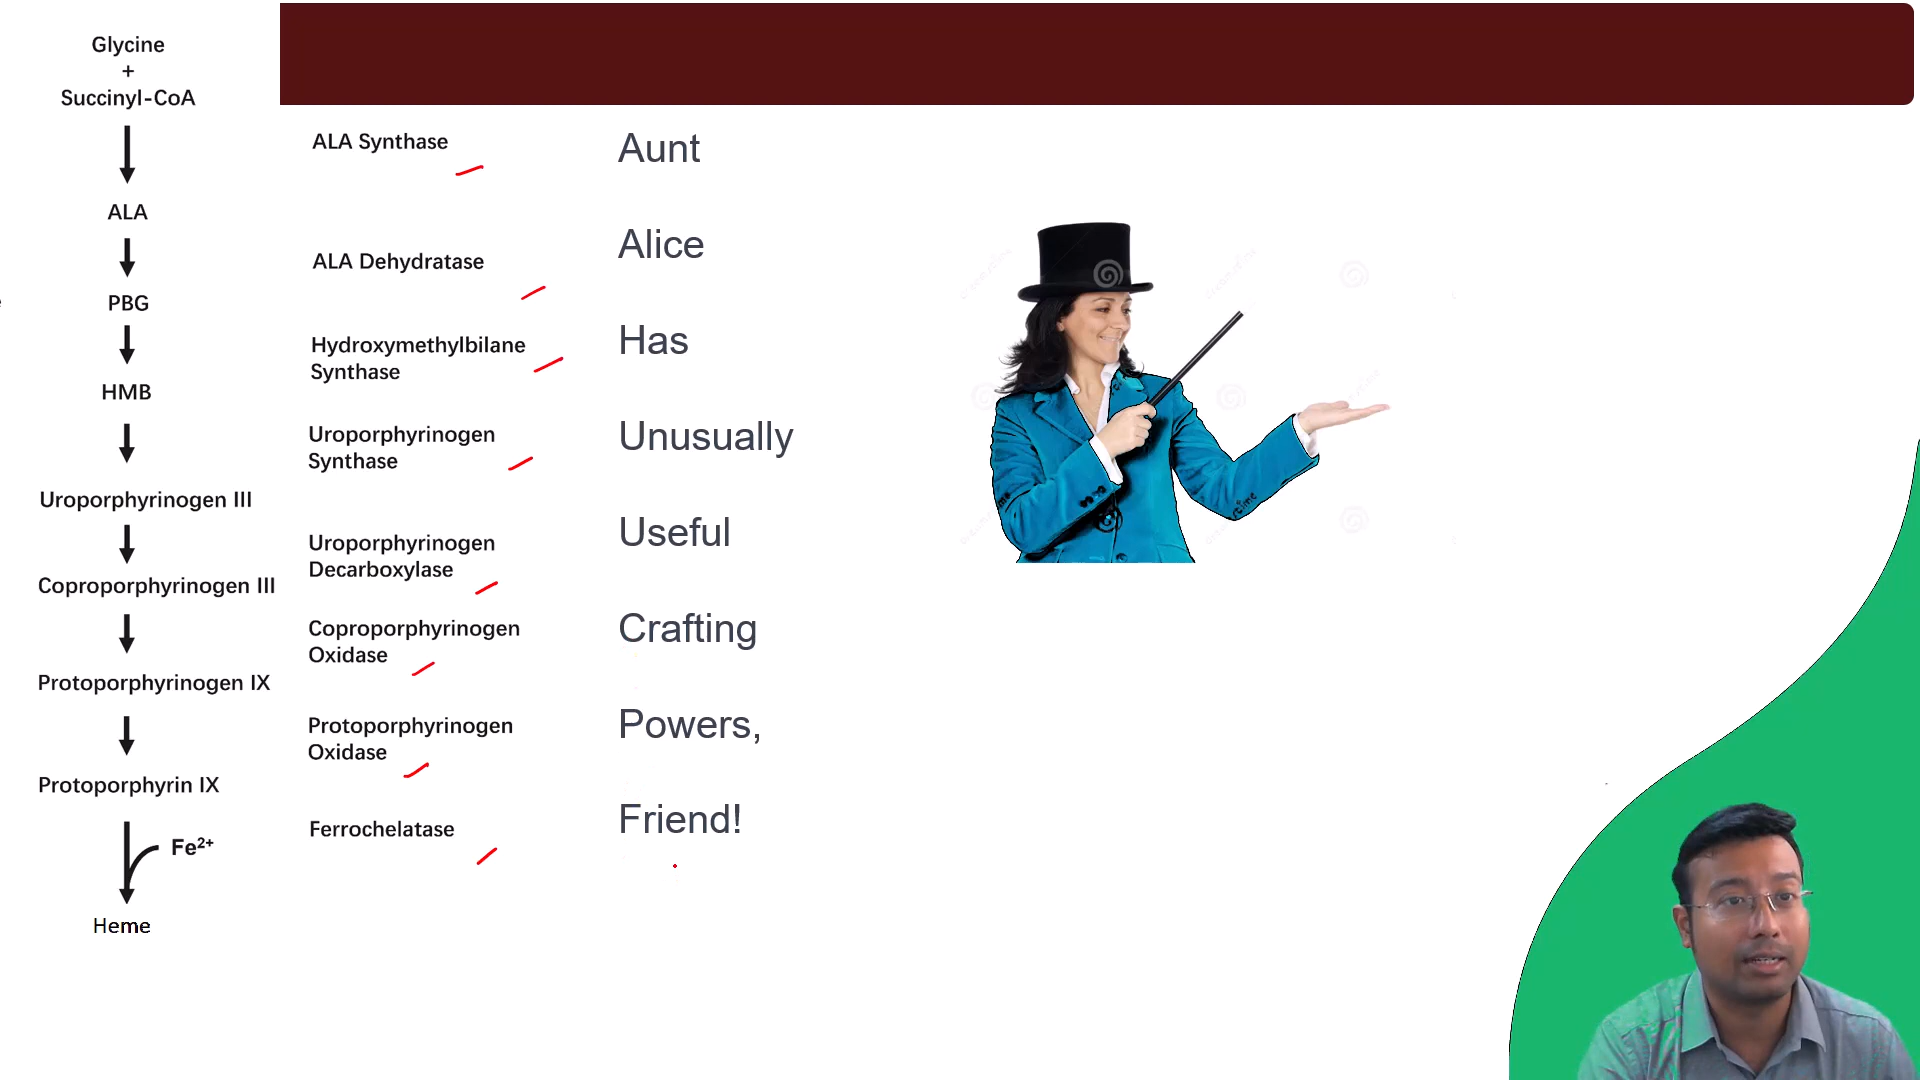 Glycine
+
Succinyl-CoA
ALA
PBG
HMB
Uroporphyrinogen III
Coproporphyrinogen III
Protoporphyrinogen IX
Protoporphyrin IX
Fe²⁺
Heme
ALA Synthase
ALA Dehydratase
Hydroxymethylbilane
Synthase
Uroporphyrinogen
Synthase
Uroporphyrinogen
Decarboxylase
Coproporphyrinogen
Oxidase
Protoporphyrinogen
Oxidase
Ferrochelatase
Aunt
Alice
Has
Unusually
Useful
Crafting
Powers,
Friend!